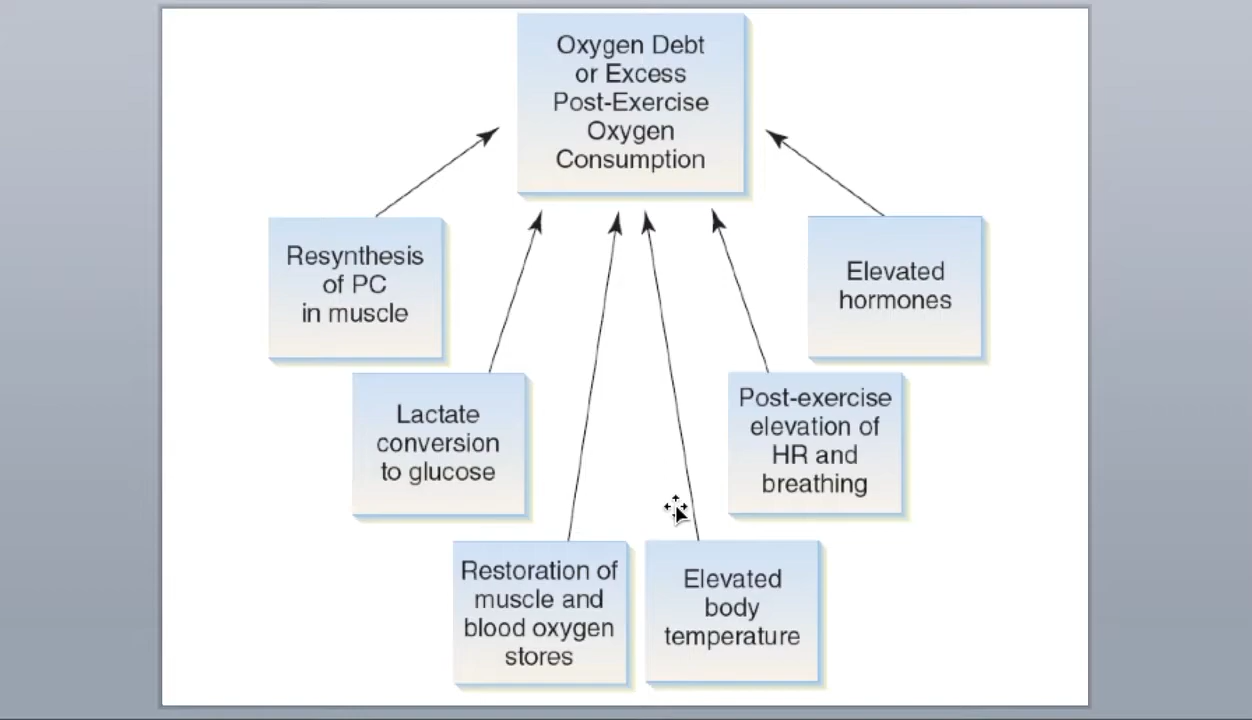 Oxygen Debt
or Excess
Post-Exercise
Oxygen
Consumption
Resynthesis
of PC
in muscle
Elevated
hormones
Lactate
conversion
to glucose
Post-exercise
elevation of
HR and
breathing
Restoration of
muscle and
blood oxygen
stores
Elevated
body
temperature